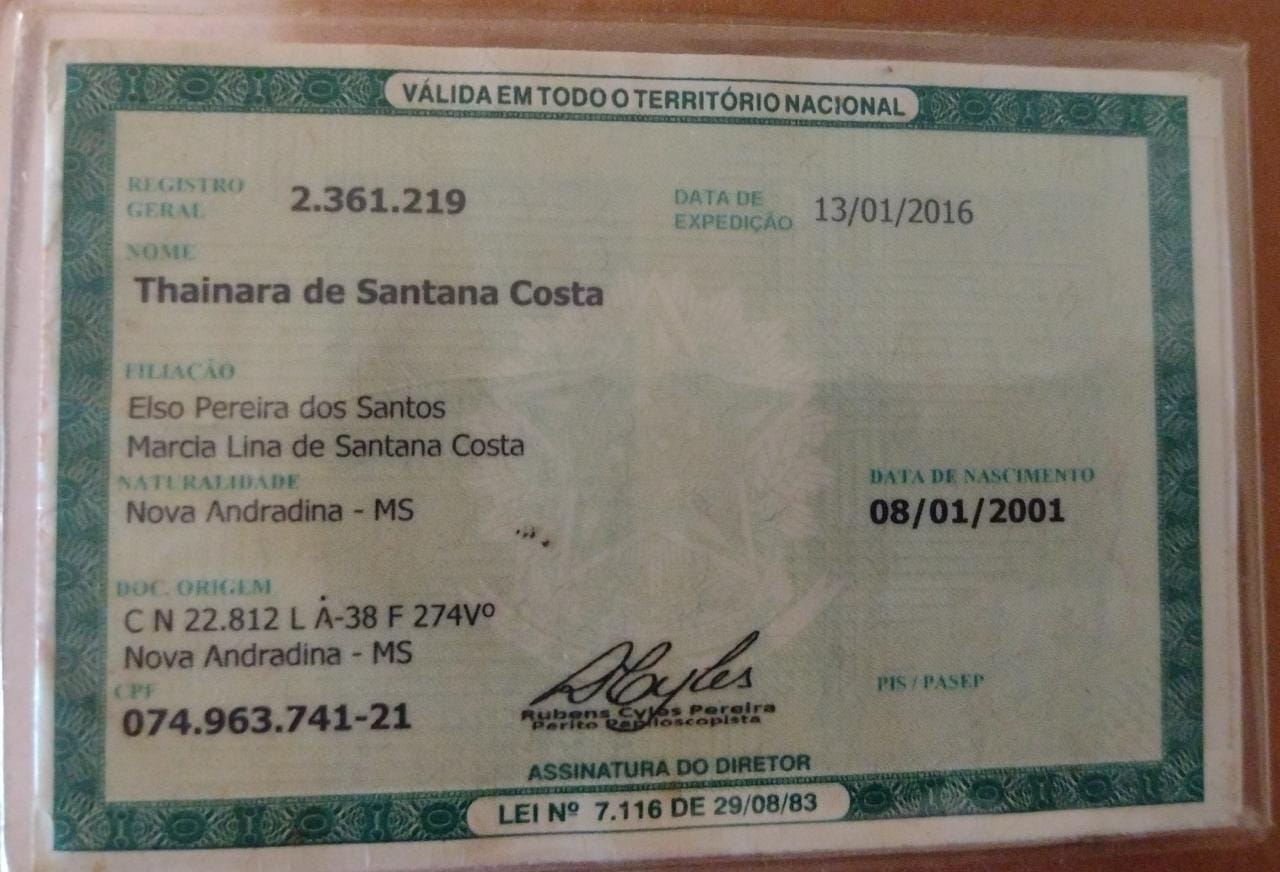 VÁLIDA EM TODO O TERRITÓRIO NACIONAL
REGISTRO GERAL 2.361.219 DATA DE EXPEDIÇÃO 13/01/2016
NOME
Thainara de Santana Costa
FILIAÇÃO
Elso Pereira dos Santos
Marcia Lina de Santana Costa
NATURALIDADE DATA DE NASCIMENTO
Nova Andradina - MS 08/01/2001
DOC. ORIGEM
C N 22.812 L A-38 F 274Vº
Nova Andradina - MS
CPF PIS / PASEP
074.963.741-21
Rubens Cyles Pereira
Perito Papiloscopista
ASSINATURA DO DIRETOR
LEI Nº 7.116 DE 29/08/83